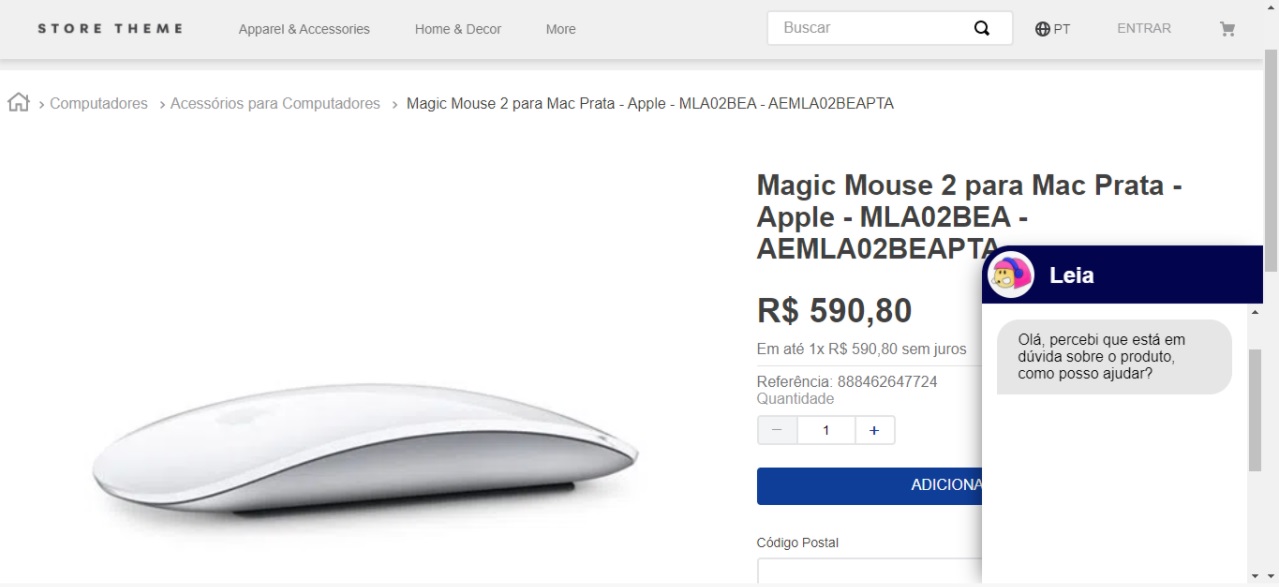 STORE THEME
Apparel & Accessories
Home & Decor
More
Buscar
PT
ENTRAR
Computadores
Acessórios para Computadores
Magic Mouse 2 para Mac Prata - Apple - MLA02BEA - AEMLA02BEAPTA
Magic Mouse 2 para Mac Prata -
Apple - MLA02BEA -
AEMLA02BEAPTA
R$ 590,80
Em até 1x R$ 590,80 sem juros
Referência: 888462647724
Quantidade
1
ADICIONA
Código Postal
Leia
Olá, percebi que está em
dúvida sobre o produto,
como posso ajudar?